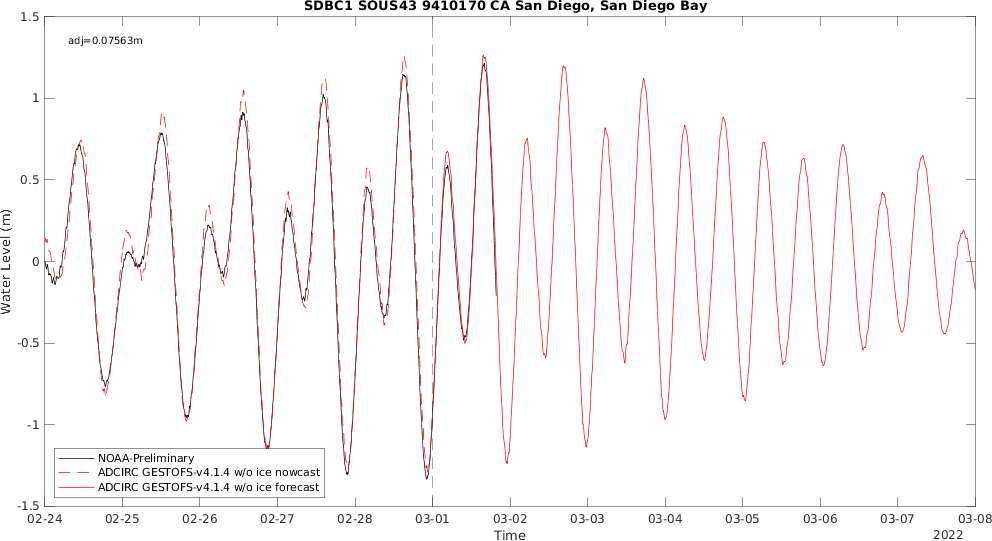 SDBC1 SOUS43 9410170 CA San Diego, San Diego Bay
adj=0.07563m
Water Level (m)
1.5
1
0.5
0
-0.5
-1
-1.5
NOAA-Preliminary
ADCIRC GESTOFS-v4.1.4 w/o ice nowcast
ADCIRC GESTOFS-v4.1.4 w/o ice forecast
02-24 02-25 02-26 02-27 02-28 03-01 03-02 03-03 03-04 03-05 03-06 03-07 03-08
Time
2022